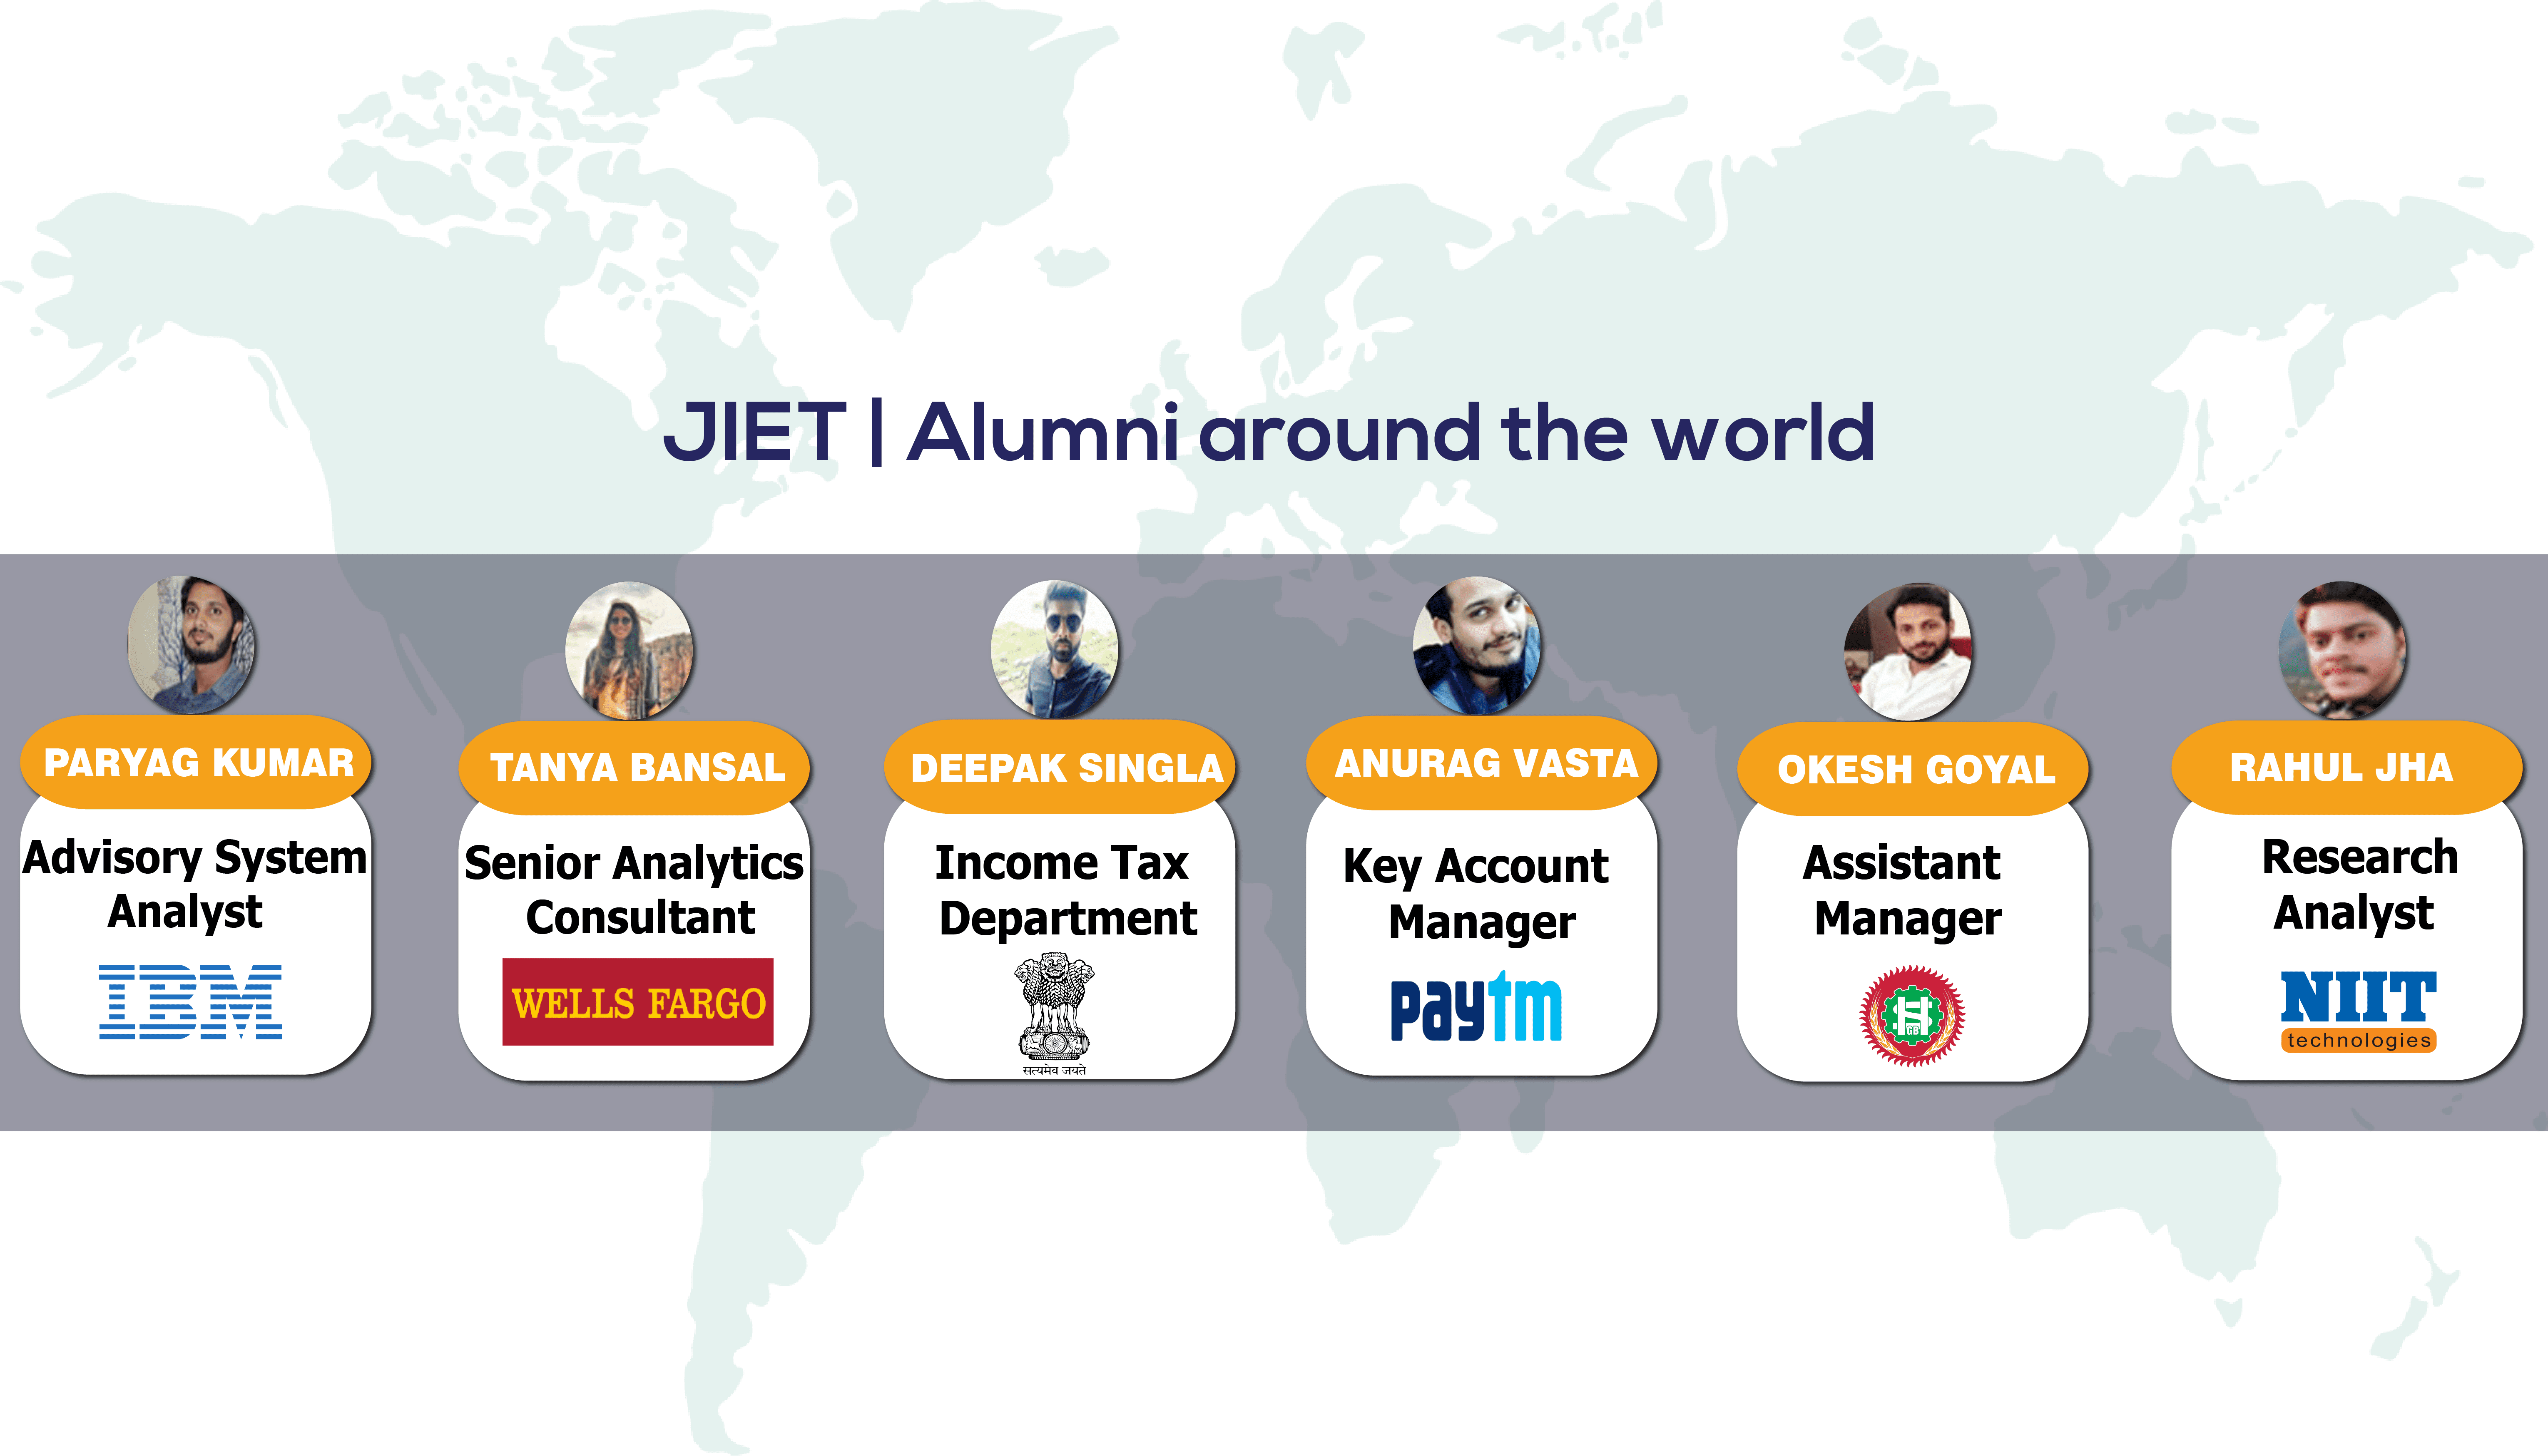 JIET | Alumni around the world
PARYAG KUMAR
Advisory System
Analyst
IBM
TANYA BANSAL
Senior Analytics
Consultant
WELLS FARGO
DEEPAK SINGLA
Income Tax
Department
सत्यमेव जयते
ANURAG VASTA
Key Account
Manager
paytm
OKESH GOYAL
Assistant
Manager
GB
RAHUL JHA
Research
Analyst
NIIT
technologies